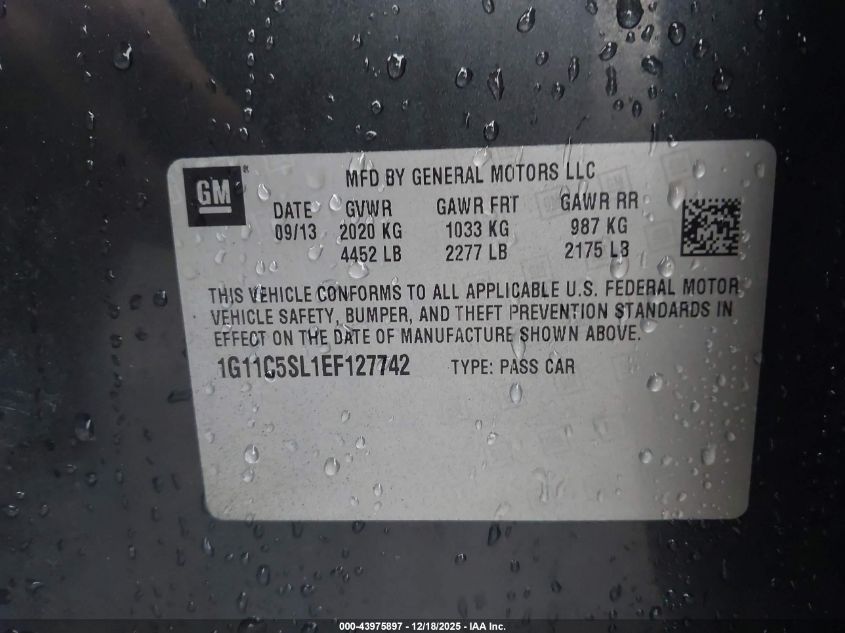 GM
®
MFD BY GENERAL MOTORS LLC
DATE GVWR GAWR FRT GAWR RR
09/13 2020 KG 1033 KG 987 KG
4452 LB 2277 LB 2175 LB
THIS VEHICLE CONFORMS TO ALL APPLICABLE U.S. FEDERAL MOTOR
VEHICLE SAFETY, BUMPER, AND THEFT PREVENTION STANDARDS IN
EFFECT ON THE DATE OF MANUFACTURE SHOWN ABOVE.
1G11C5SL1EF127742 TYPE: PASS CAR
000-43975897 - 12/18/2025 - IAA Inc.